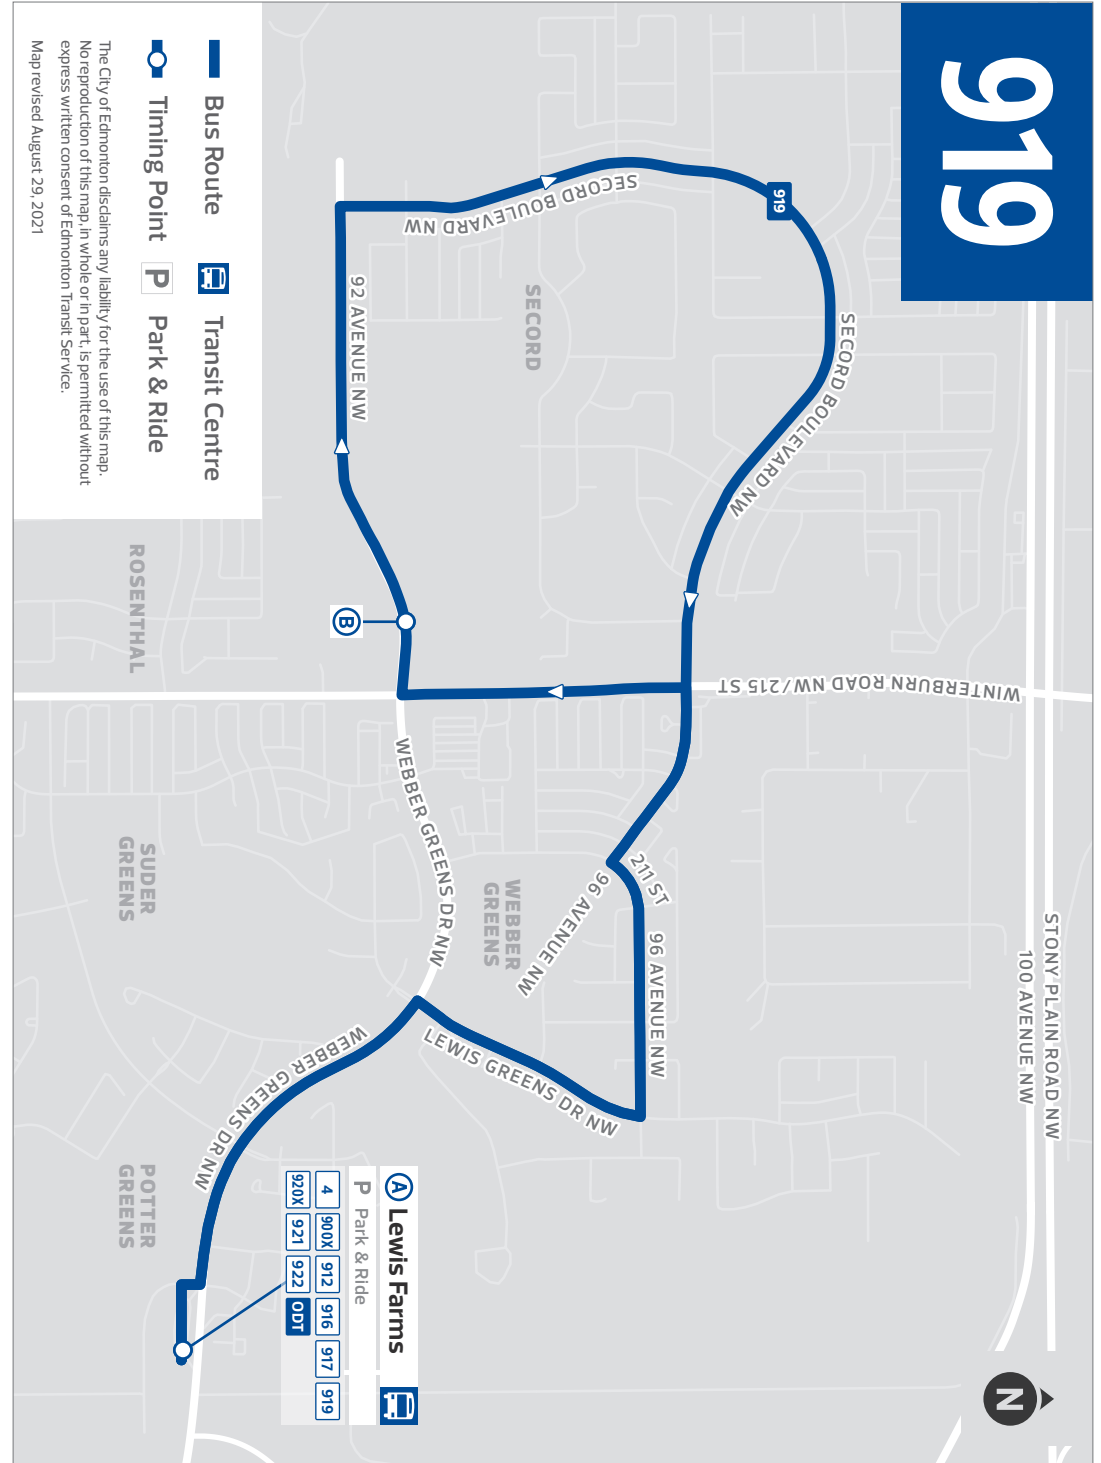 919
919
SECORD BOULEVARD NW
SECORD BOULEVARD NW
SECORD
92 AVENUE NW
B
WINTERBURN ROAD NW/215 ST
STONY PLAIN ROAD NW
100 AVENUE NW
211 ST
96 AVENUE NW
96 AVENUE NW
WEBBER
GREENS
WEBBER GREENS DR NW
LEWIS GREENS DR NW
WEBBER GREENS DR NW
ROSENTHAL
SUDER
GREENS
POTTER
GREENS
A Lewis Farms
P Park & Ride
4 900X 912 916 917 919
920X 921 922 ODT
N
Bus Route
Transit Centre
Timing Point
P Park & Ride
The City of Edmonton disclaims any liability for the use of this map.
No reproduction of this map, in whole or in part, is permitted without
express written consent of Edmonton Transit Service.
Map revised August 29, 2021